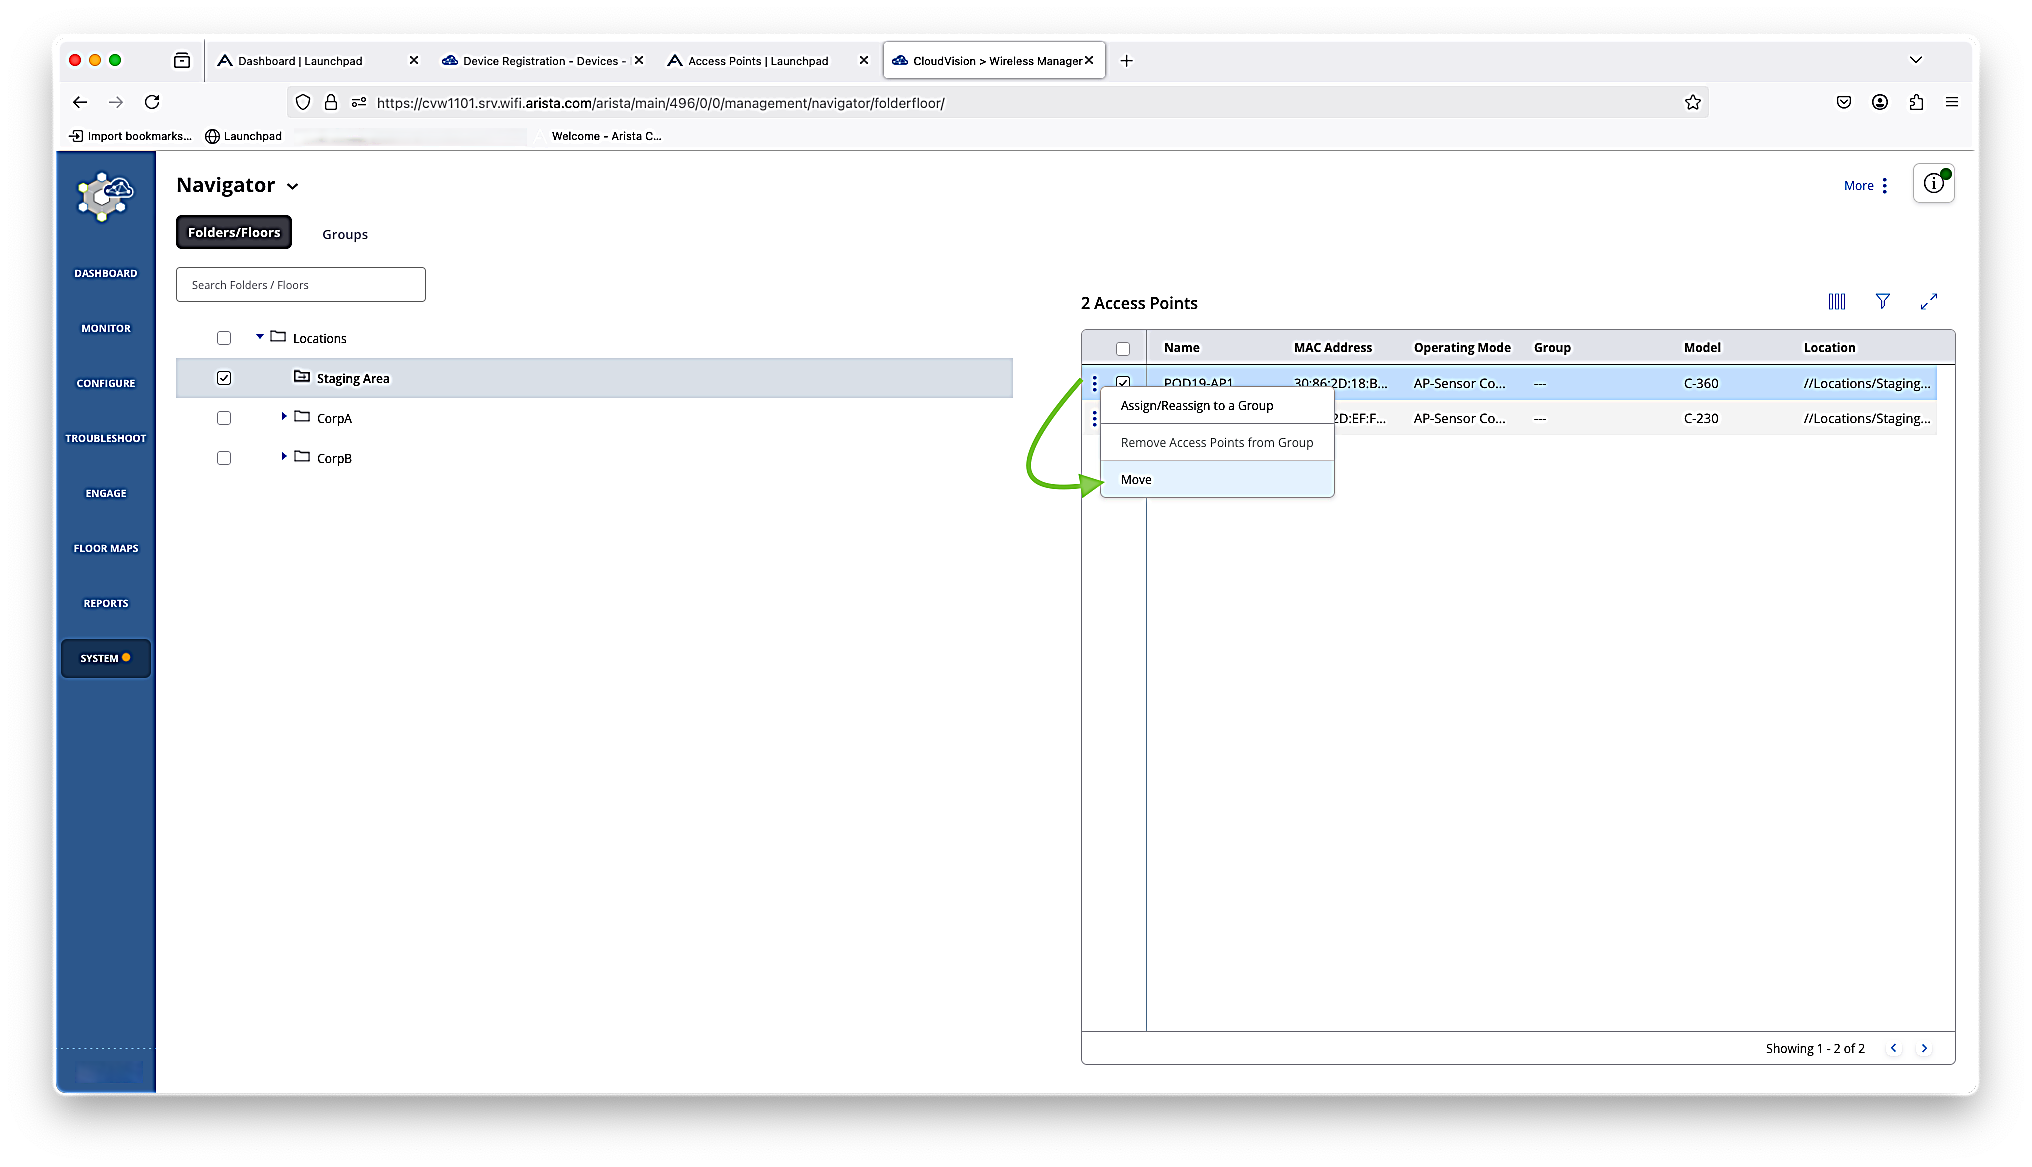 Dashboard | Launchpad
Device Registration - Devices -
Access Points | Launchpad
CloudVision > Wireless Manager
https://cvw1101.srv.wifi.arista.com/arista/main/496/0/0/management/navigator/folderfloor/
Import bookmarks...
Launchpad
Welcome - Arista C...
Navigator
More
Folders/Floors
Groups
Search Folders / Floors
DASHBOARD
MONITOR
CONFIGURE
TROUBLESHOOT
ENGAGE
FLOOR MAPS
REPORTS
SYSTEM
Locations
Staging Area
CorpA
CorpB
2 Access Points
Name MAC Address Operating Mode Group Model Location
POD19-AP1 30:86:2D:18:B... AP-Sensor Co... --- C-360 //Locations/Staging...
2D:EF:F... AP-Sensor Co... --- C-230 //Locations/Staging...
Assign/Reassign to a Group
Remove Access Points from Group
Move
Showing 1 - 2 of 2